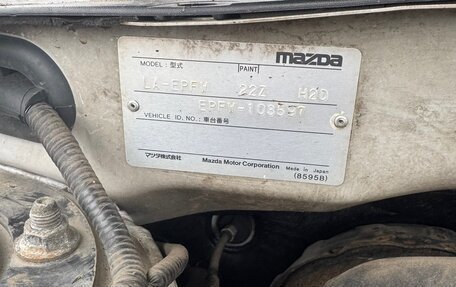 mazda
MODEL: 型式 PAINT
LA-EPFW 22Z H2D
EPFW-108597
VEHICLE ID. NO.: 車台番号
マツダ株式会社 Mazda Motor Corporation Made in Japan
(8595B)